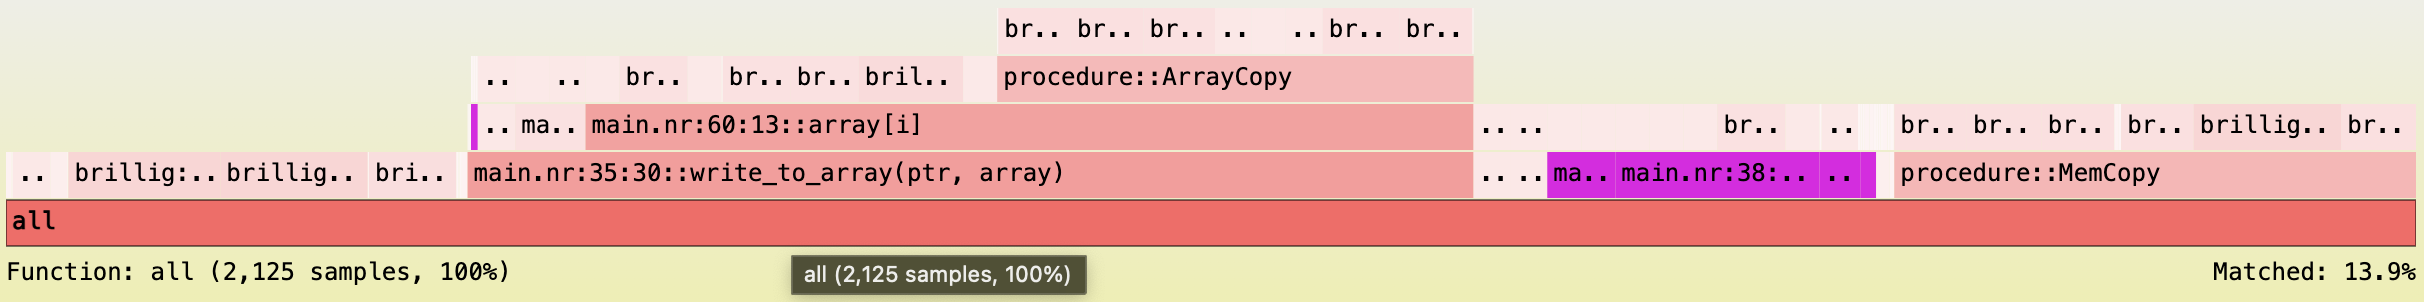 br.. br.. br.. .. .. br.. br..
.. .. br.. br.. br.. bril.. procedure::ArrayCopy
.. ma.. main.nr:60:13::array[i] .. .. br.. .. br.. br.. br.. br.. brillig.. br..
.. brillig:.. brillig.. bri.. main.nr:35:30::write_to_array(ptr, array) .. .. ma.. main.nr:38:.. .. procedure::MemCopy
all
Function: all (2,125 samples, 100%) all (2,125 samples, 100%) Matched: 13.9%